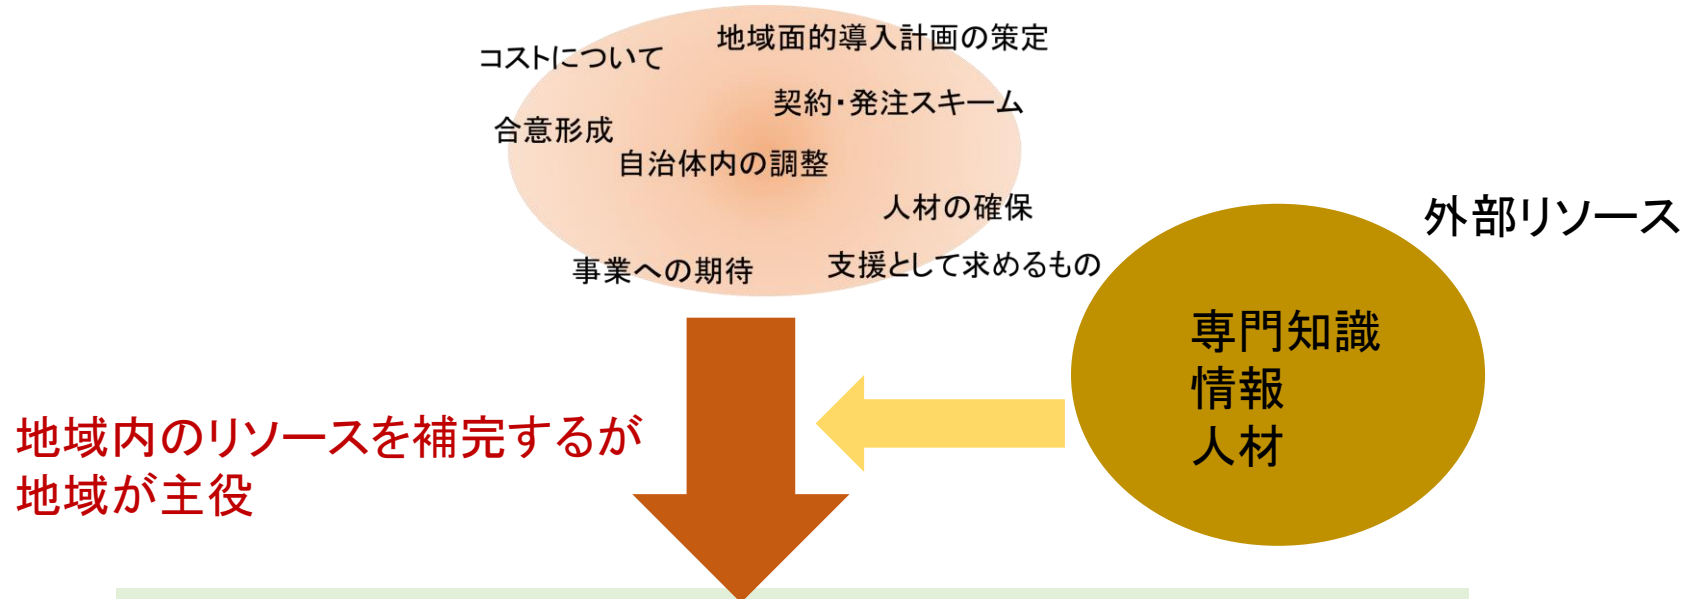 地域面的導入計画の策定
コストについて
契約・発注スキーム
合意形成
自治体内の調整
人材の確保
支援として求めるもの
事業への期待
外部リソース
専門知識
情報
人材
地域内のリソースを補完するが
地域が主役